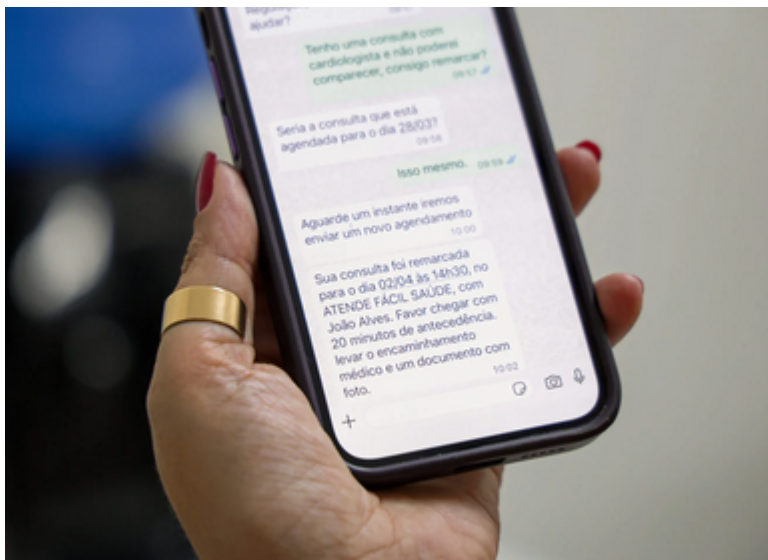 ajudar?
Tenho uma consulta com
cardiologista e não poderei
comparecer, consigo remarcar?
09:57
Seria a consulta que está
agendada para o dia 28/03?
09:58
Isso mesmo. 09:59
Aguarde um instante iremos
enviar um novo agendamento
10:00
Sua consulta foi remarcada
para o dia 02/04 às 14h30, no
ATENDE FÁCIL SAÚDE, com
João Alves. Favor chegar com
20 minutos de antecedência.
levar o encaminhamento
médico e um documento com
foto.
10:02